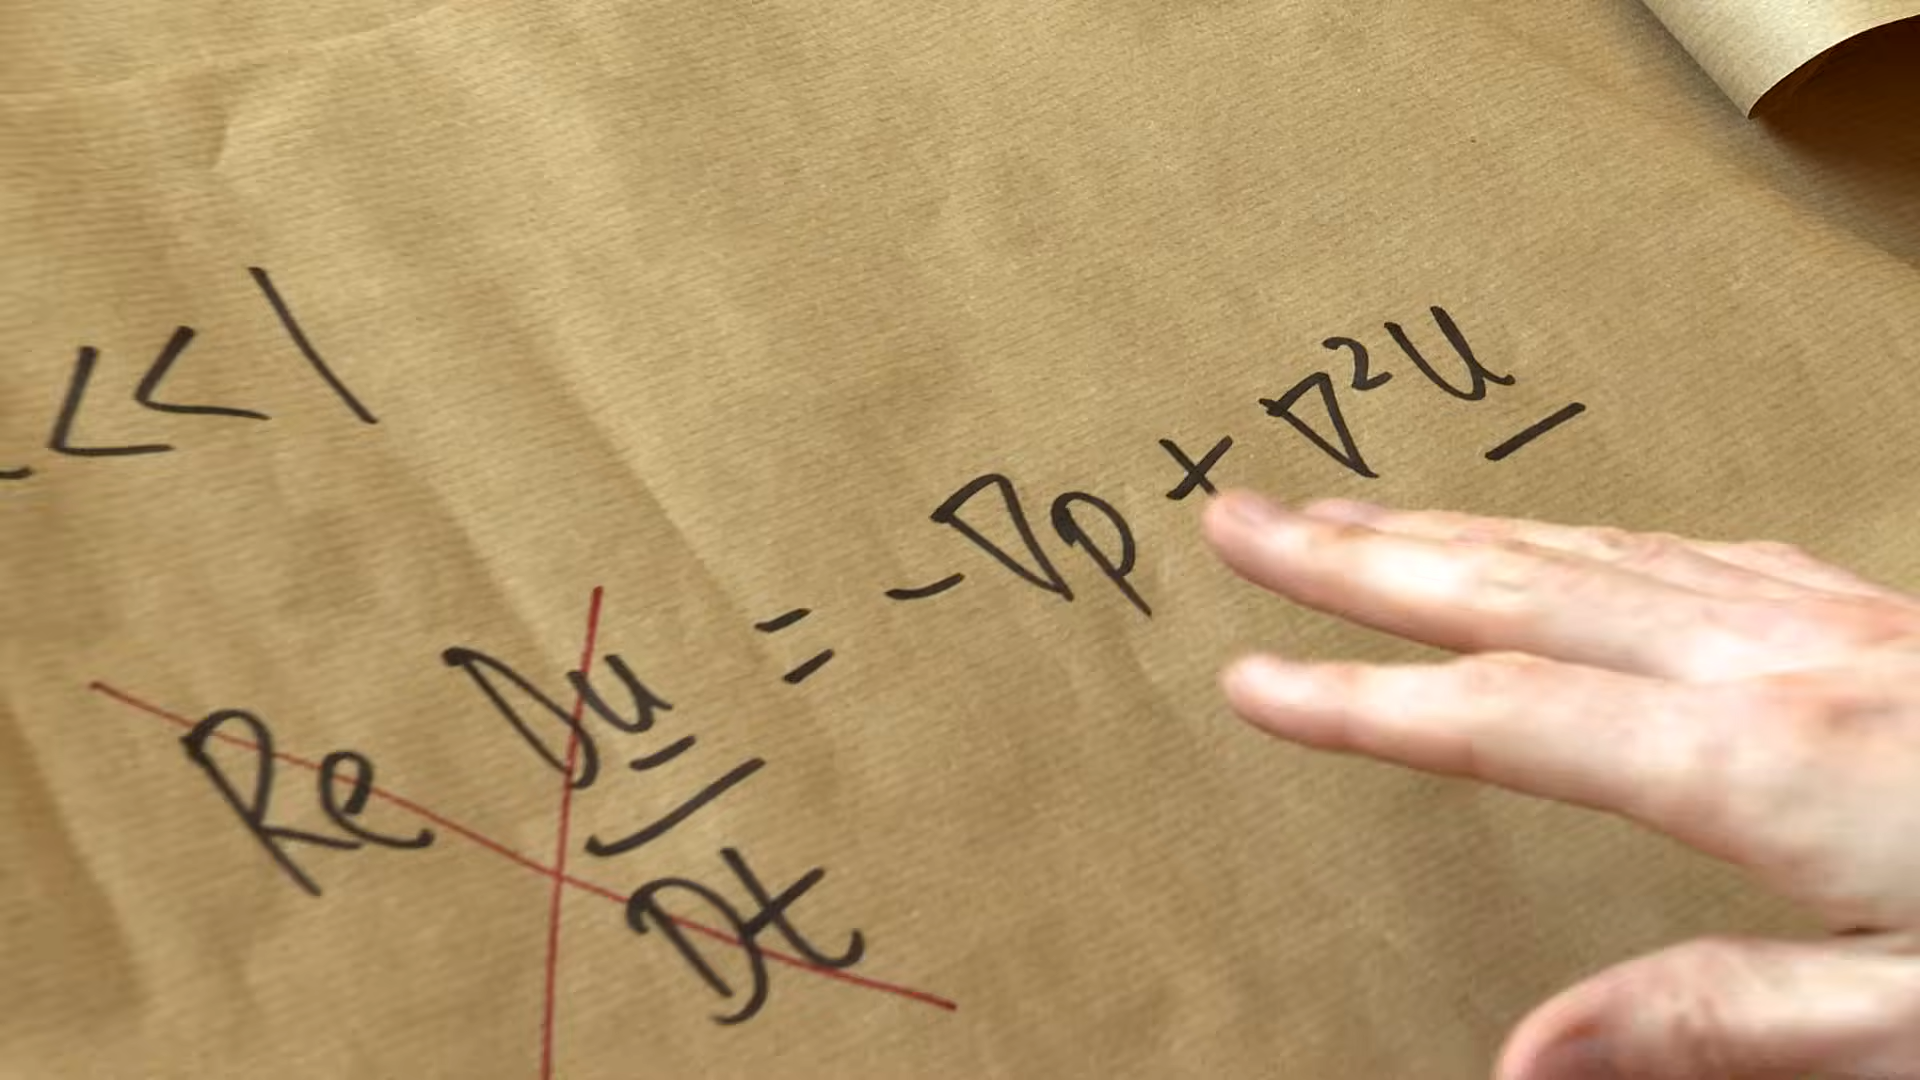 <<1
Re Du/Dt = -∇p + ∇²u